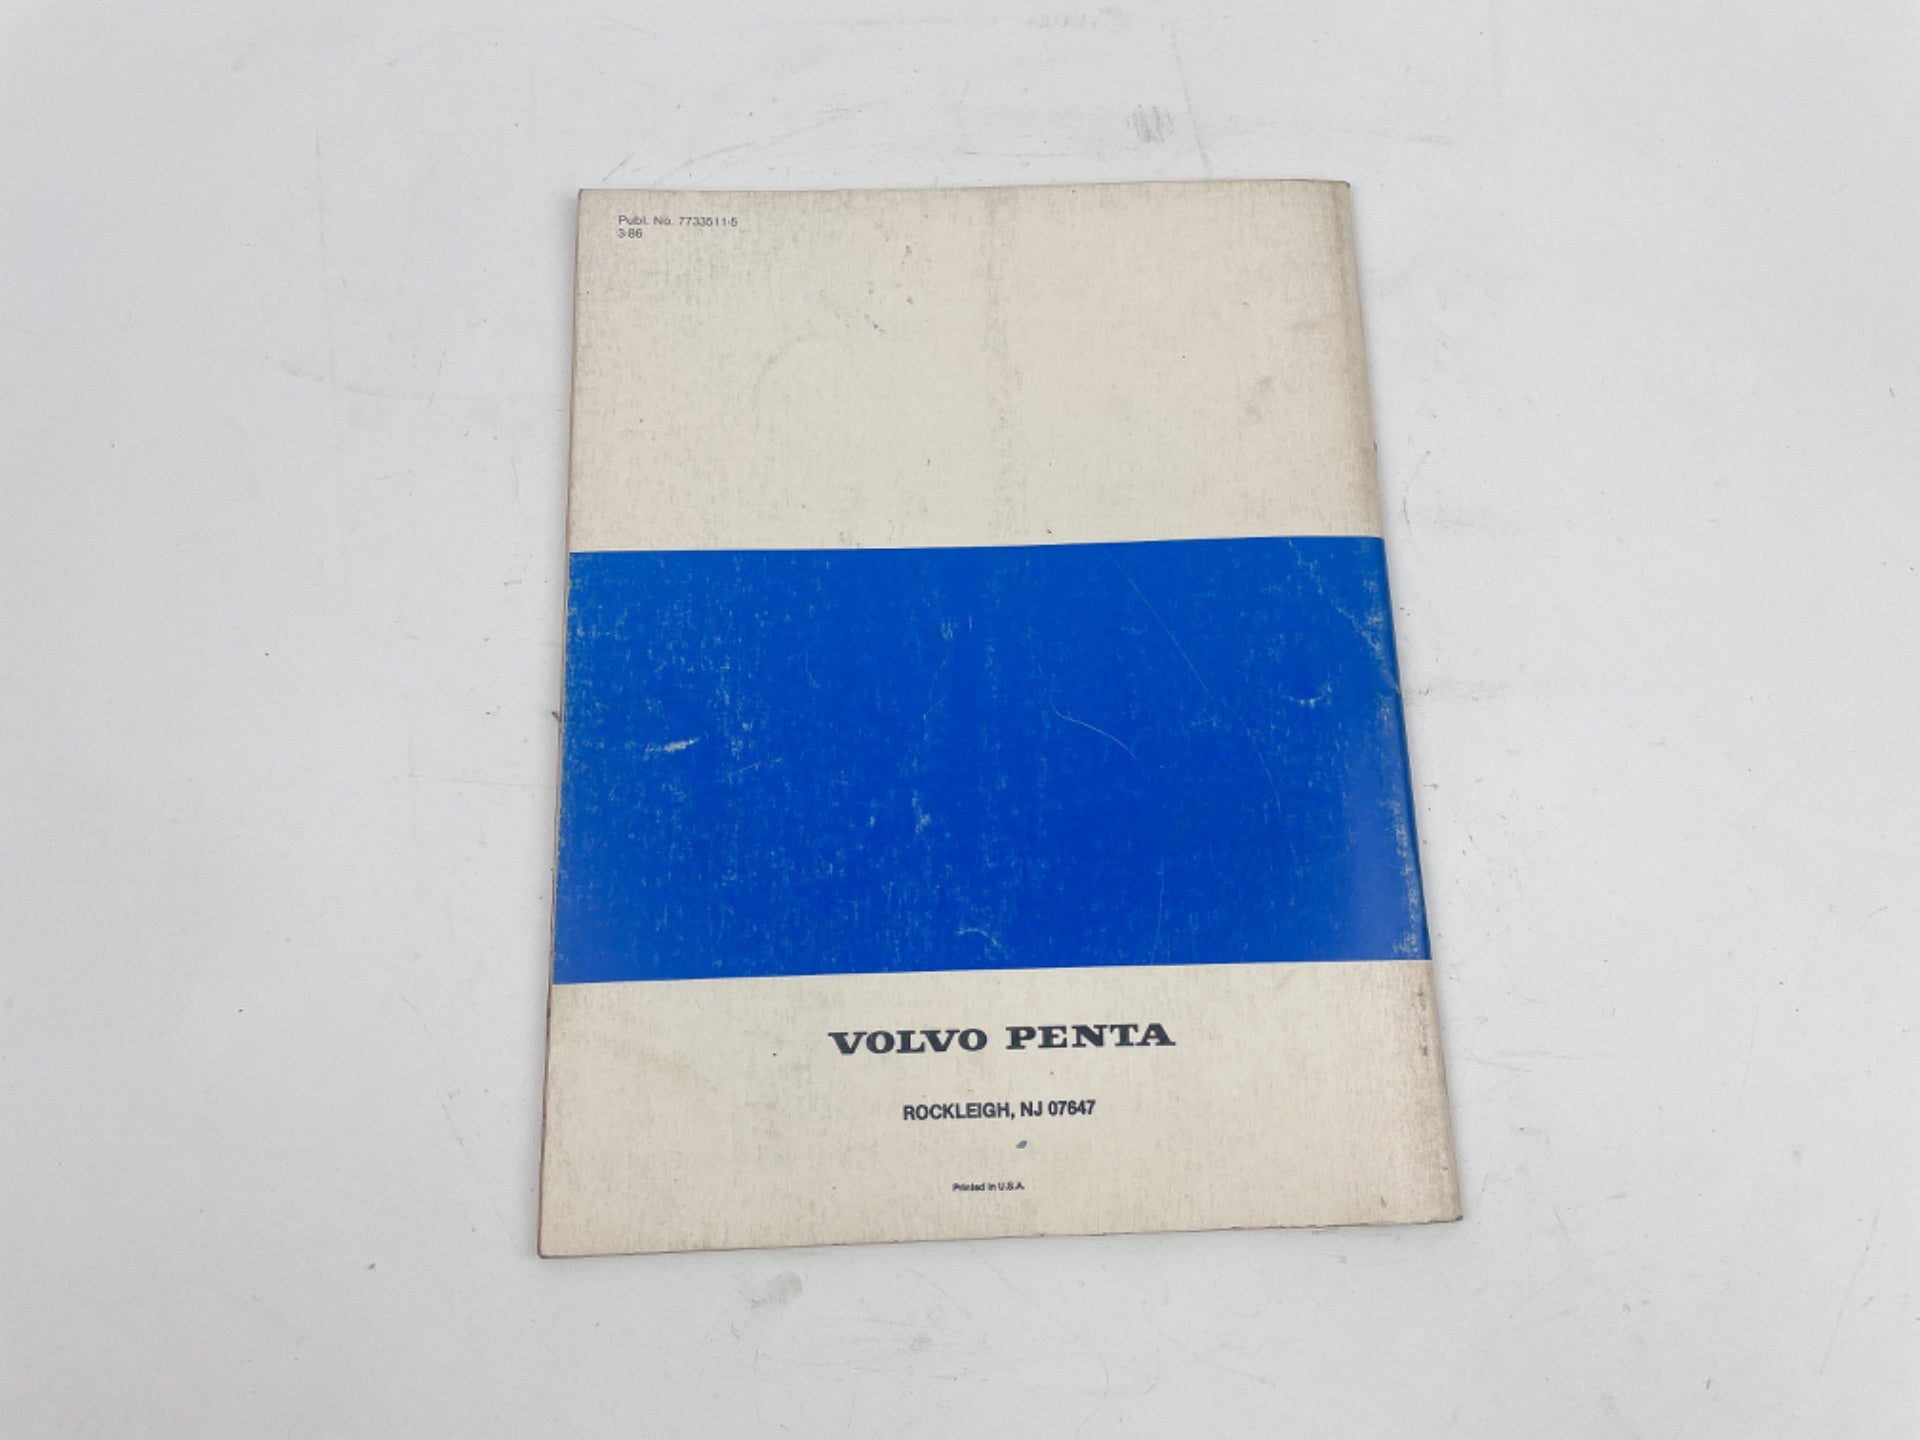 Publ. No. 7733511-5
3-86
VOLVO PENTA
ROCKLEIGH, NJ 07647
Printed in U.S.A.